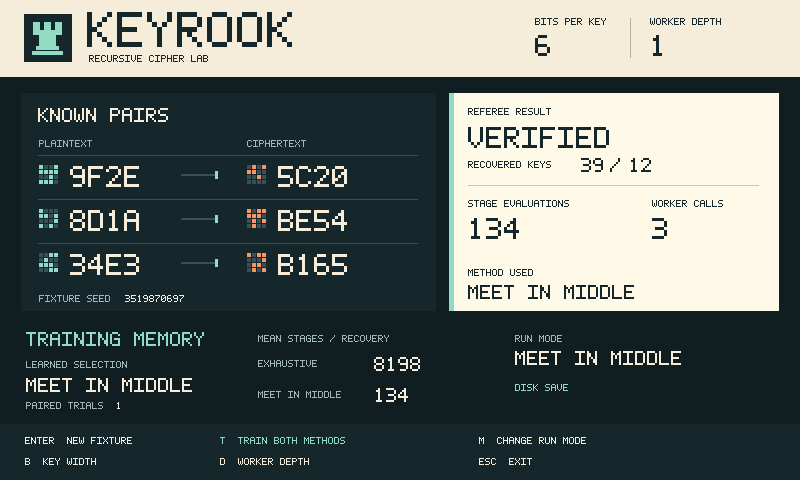 KEYROOK
RECURSIVE CIPHER LAB
BITS PER KEY
6
WORKER DEPTH
1
KNOWN PAIRS
PLAINTEXT CIPHERTEXT
9F2E 5C20
8D1A BE54
34E3 B165
FIXTURE SEED 3519870697
REFEREE RESULT
VERIFIED
RECOVERED KEYS 39 / 12
STAGE EVALUATIONS WORKER CALLS
134 3
METHOD USED
MEET IN MIDDLE
TRAINING MEMORY
LEARNED SELECTION
MEET IN MIDDLE
PAIRED TRIALS 1
MEAN STAGES / RECOVERY
EXHAUSTIVE 8198
MEET IN MIDDLE 134
RUN MODE
MEET IN MIDDLE
DISK SAVE
ENTER NEW FIXTURE T TRAIN BOTH METHODS M CHANGE RUN MODE
B KEY WIDTH D WORKER DEPTH ESC EXIT